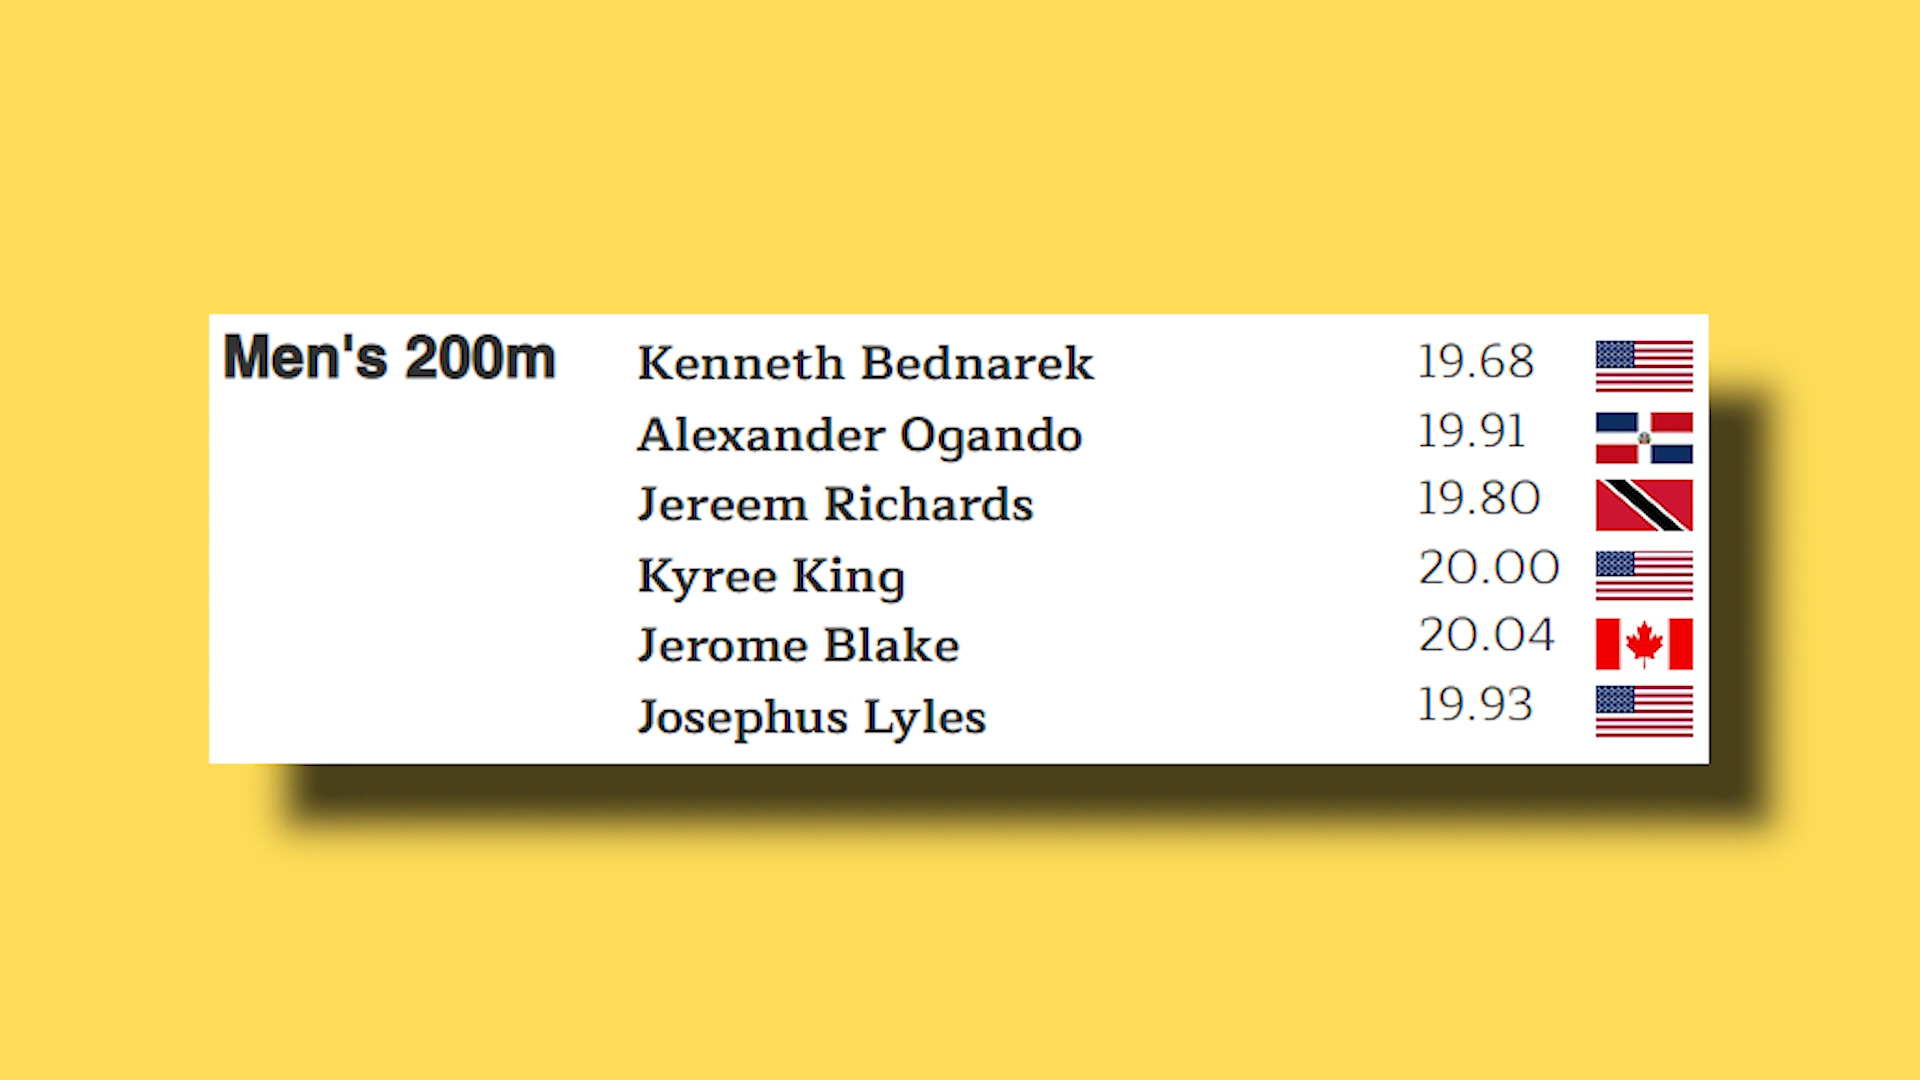 Men's 200m
Kenneth Bednarek 19.68
Alexander Ogando 19.91
Jereem Richards 19.80
Kyree King 20.00
Jerome Blake 20.04
Josephus Lyles 19.93